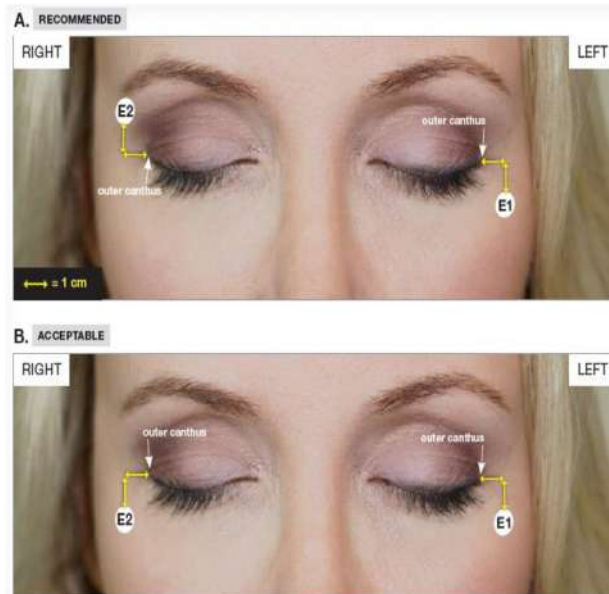 A. RECOMMENDED
RIGHT
LEFT
E2
outer canthus
outer canthus
E1
= 1 cm
B. ACCEPTABLE
RIGHT
LEFT
outer canthus
outer canthus
E2
E1